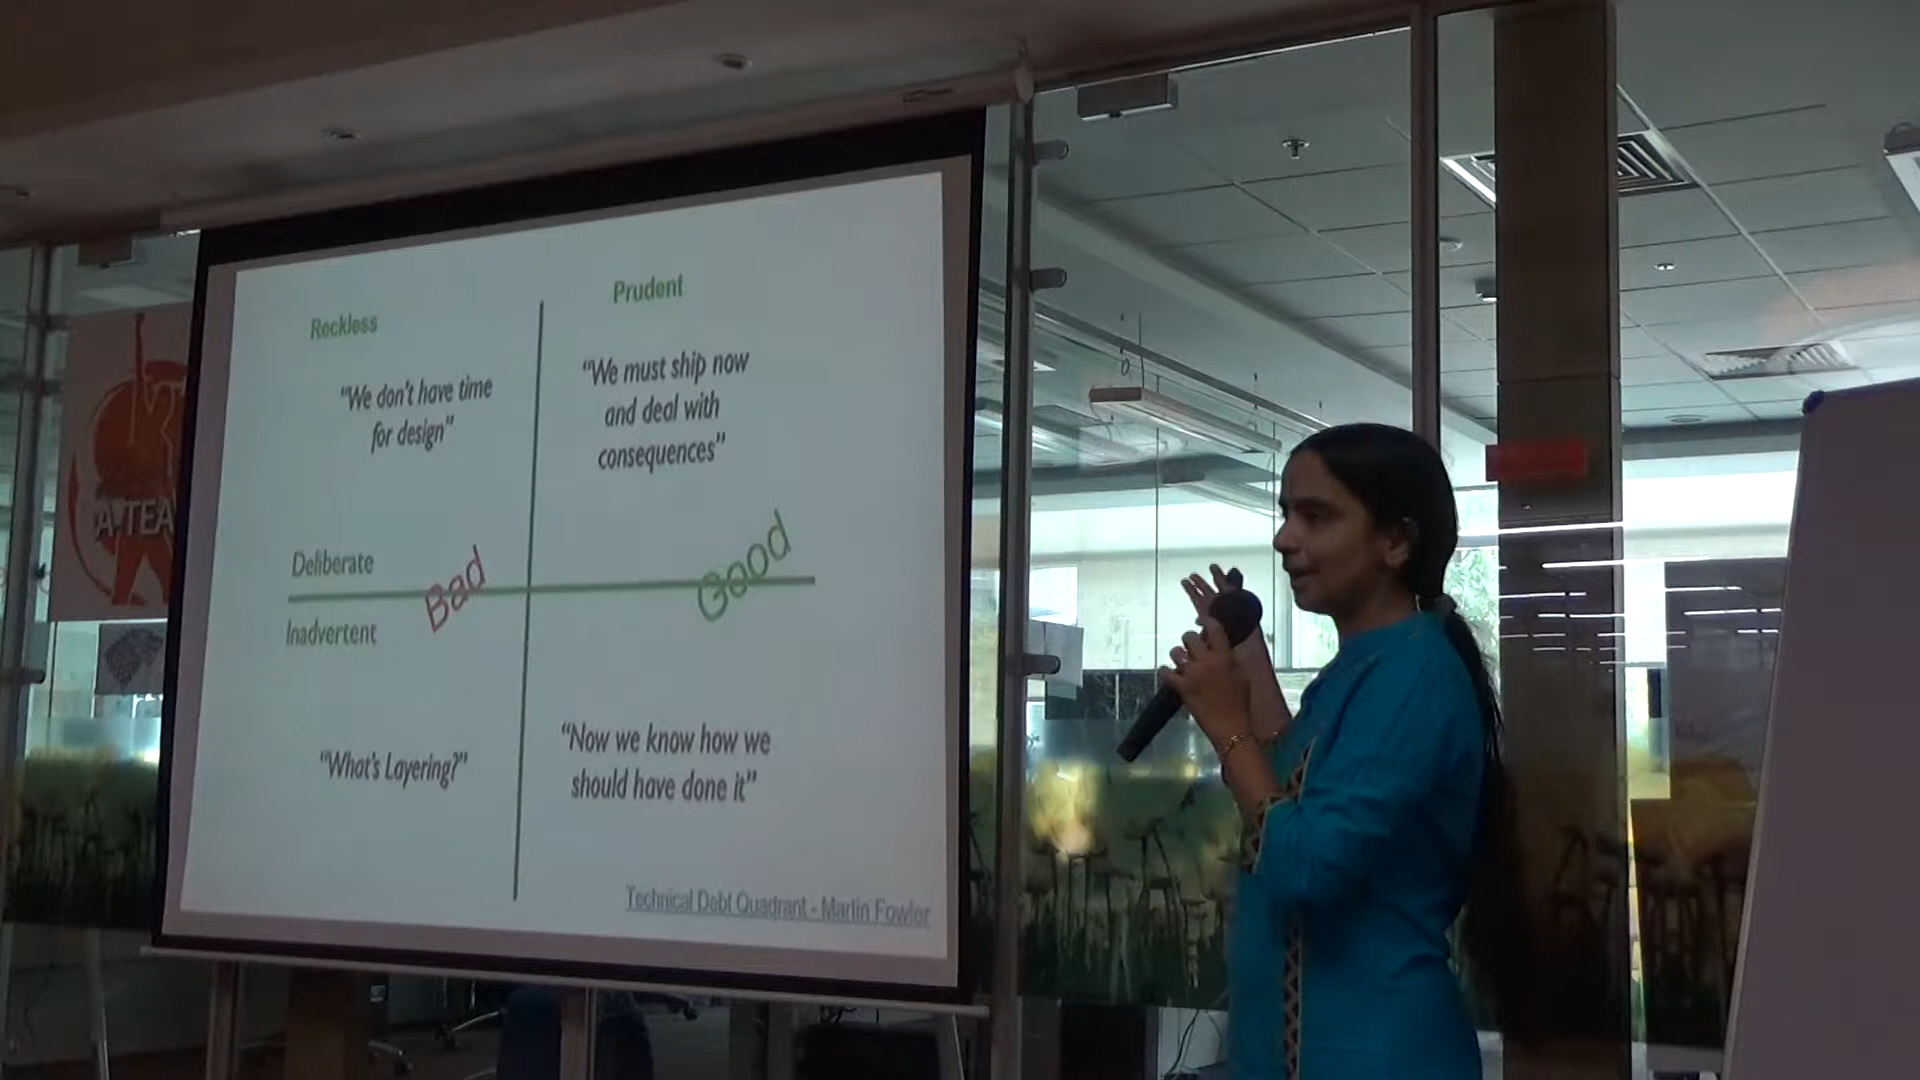 Reckless
Prudent
"We don't have time
for design"
"We must ship now
and deal with
consequences"
Deliberate
Bad
Good
Inadvertent
"What's Layering?"
"Now we know how we
should have done it"
Technical Debt Quadrant - Martin Fowler
A-TEA